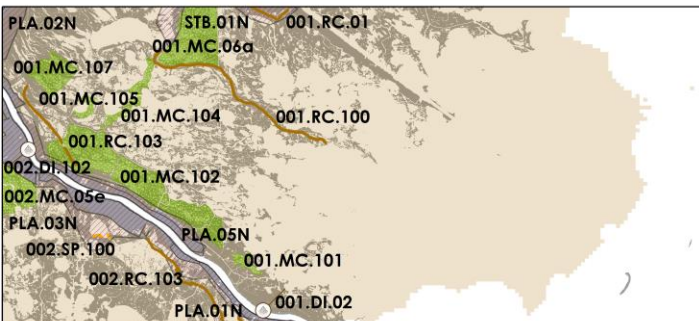 PLA.02N
STB.01N
001.RC.01
001.MC.06a
001.MC.107
001.MC.105
001.MC.104
001.RC.100
001.RC.103
002.DI.102
001.MC.102
002.MC.05e
PLA.03N
PLA.05N
002.SP.100
001.MC.101
002.RC.103
001.DI.02
PLA.01N